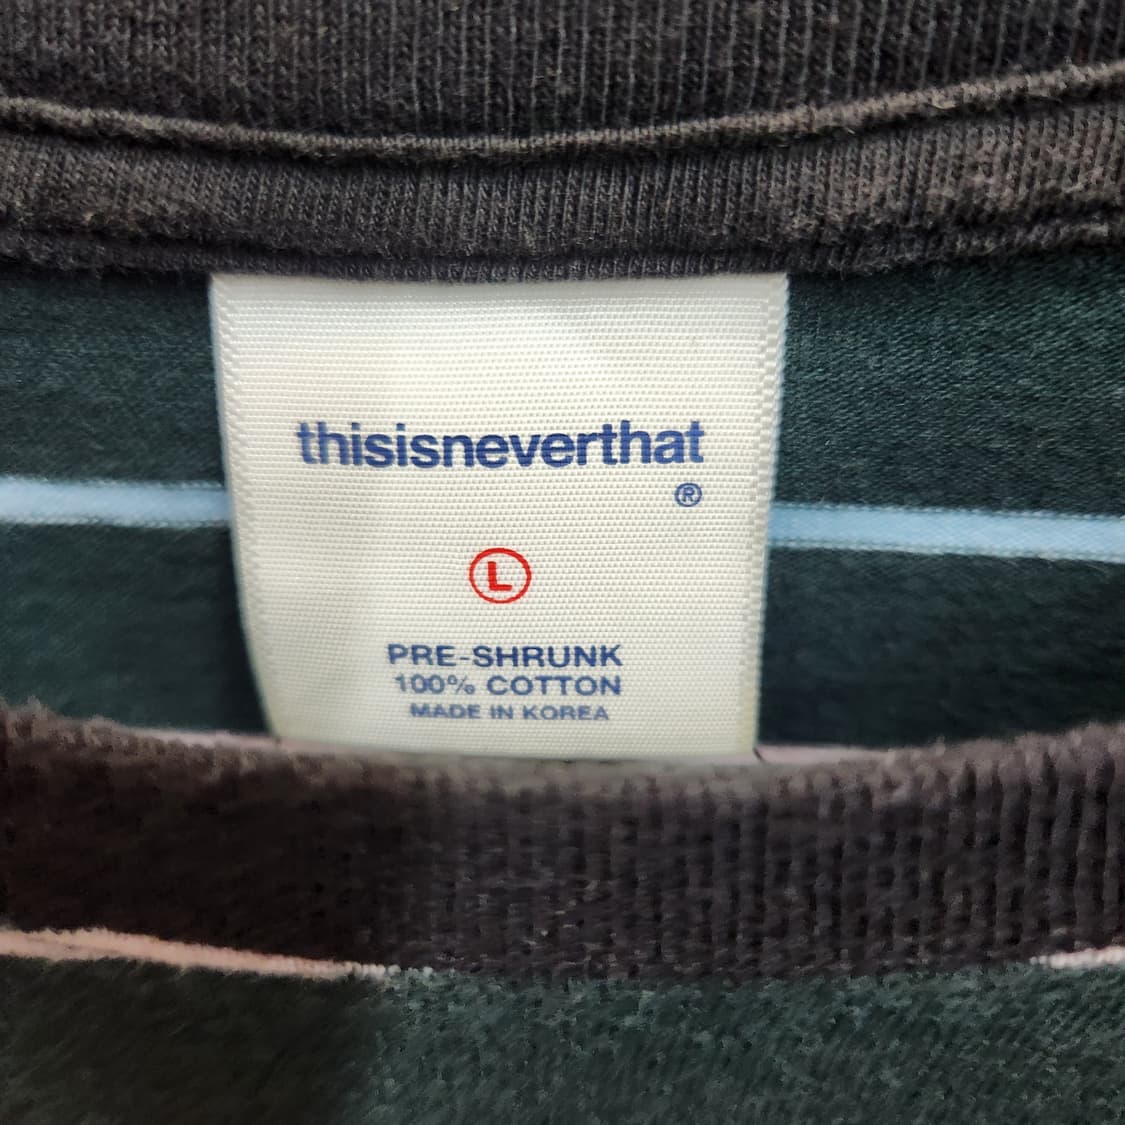 thisisneverthat
®
L
PRE-SHRUNK
100% COTTON
MADE IN KOREA